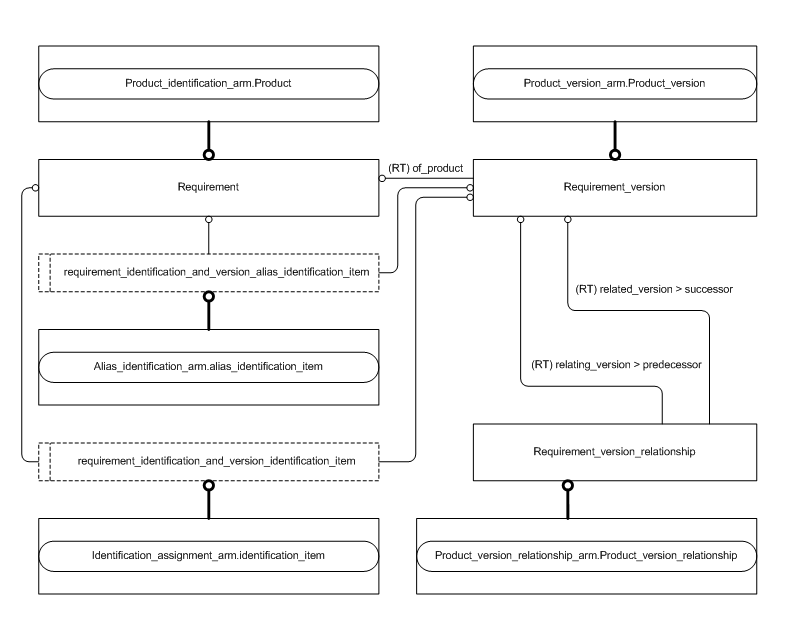 Product_identification_arm.Product
Product_version_arm.Product_version
(RT) of_product
Requirement
Requirement_version
requirement_identification_and_version_alias_identification_item
(RT) related_version > successor
(RT) relating_version > predecessor
Alias_identification_arm.alias_identification_item
Requirement_version_relationship
requirement_identification_and_version_identification_item
Identification_assignment_arm.identification_item
Product_version_relationship_arm.Product_version_relationship